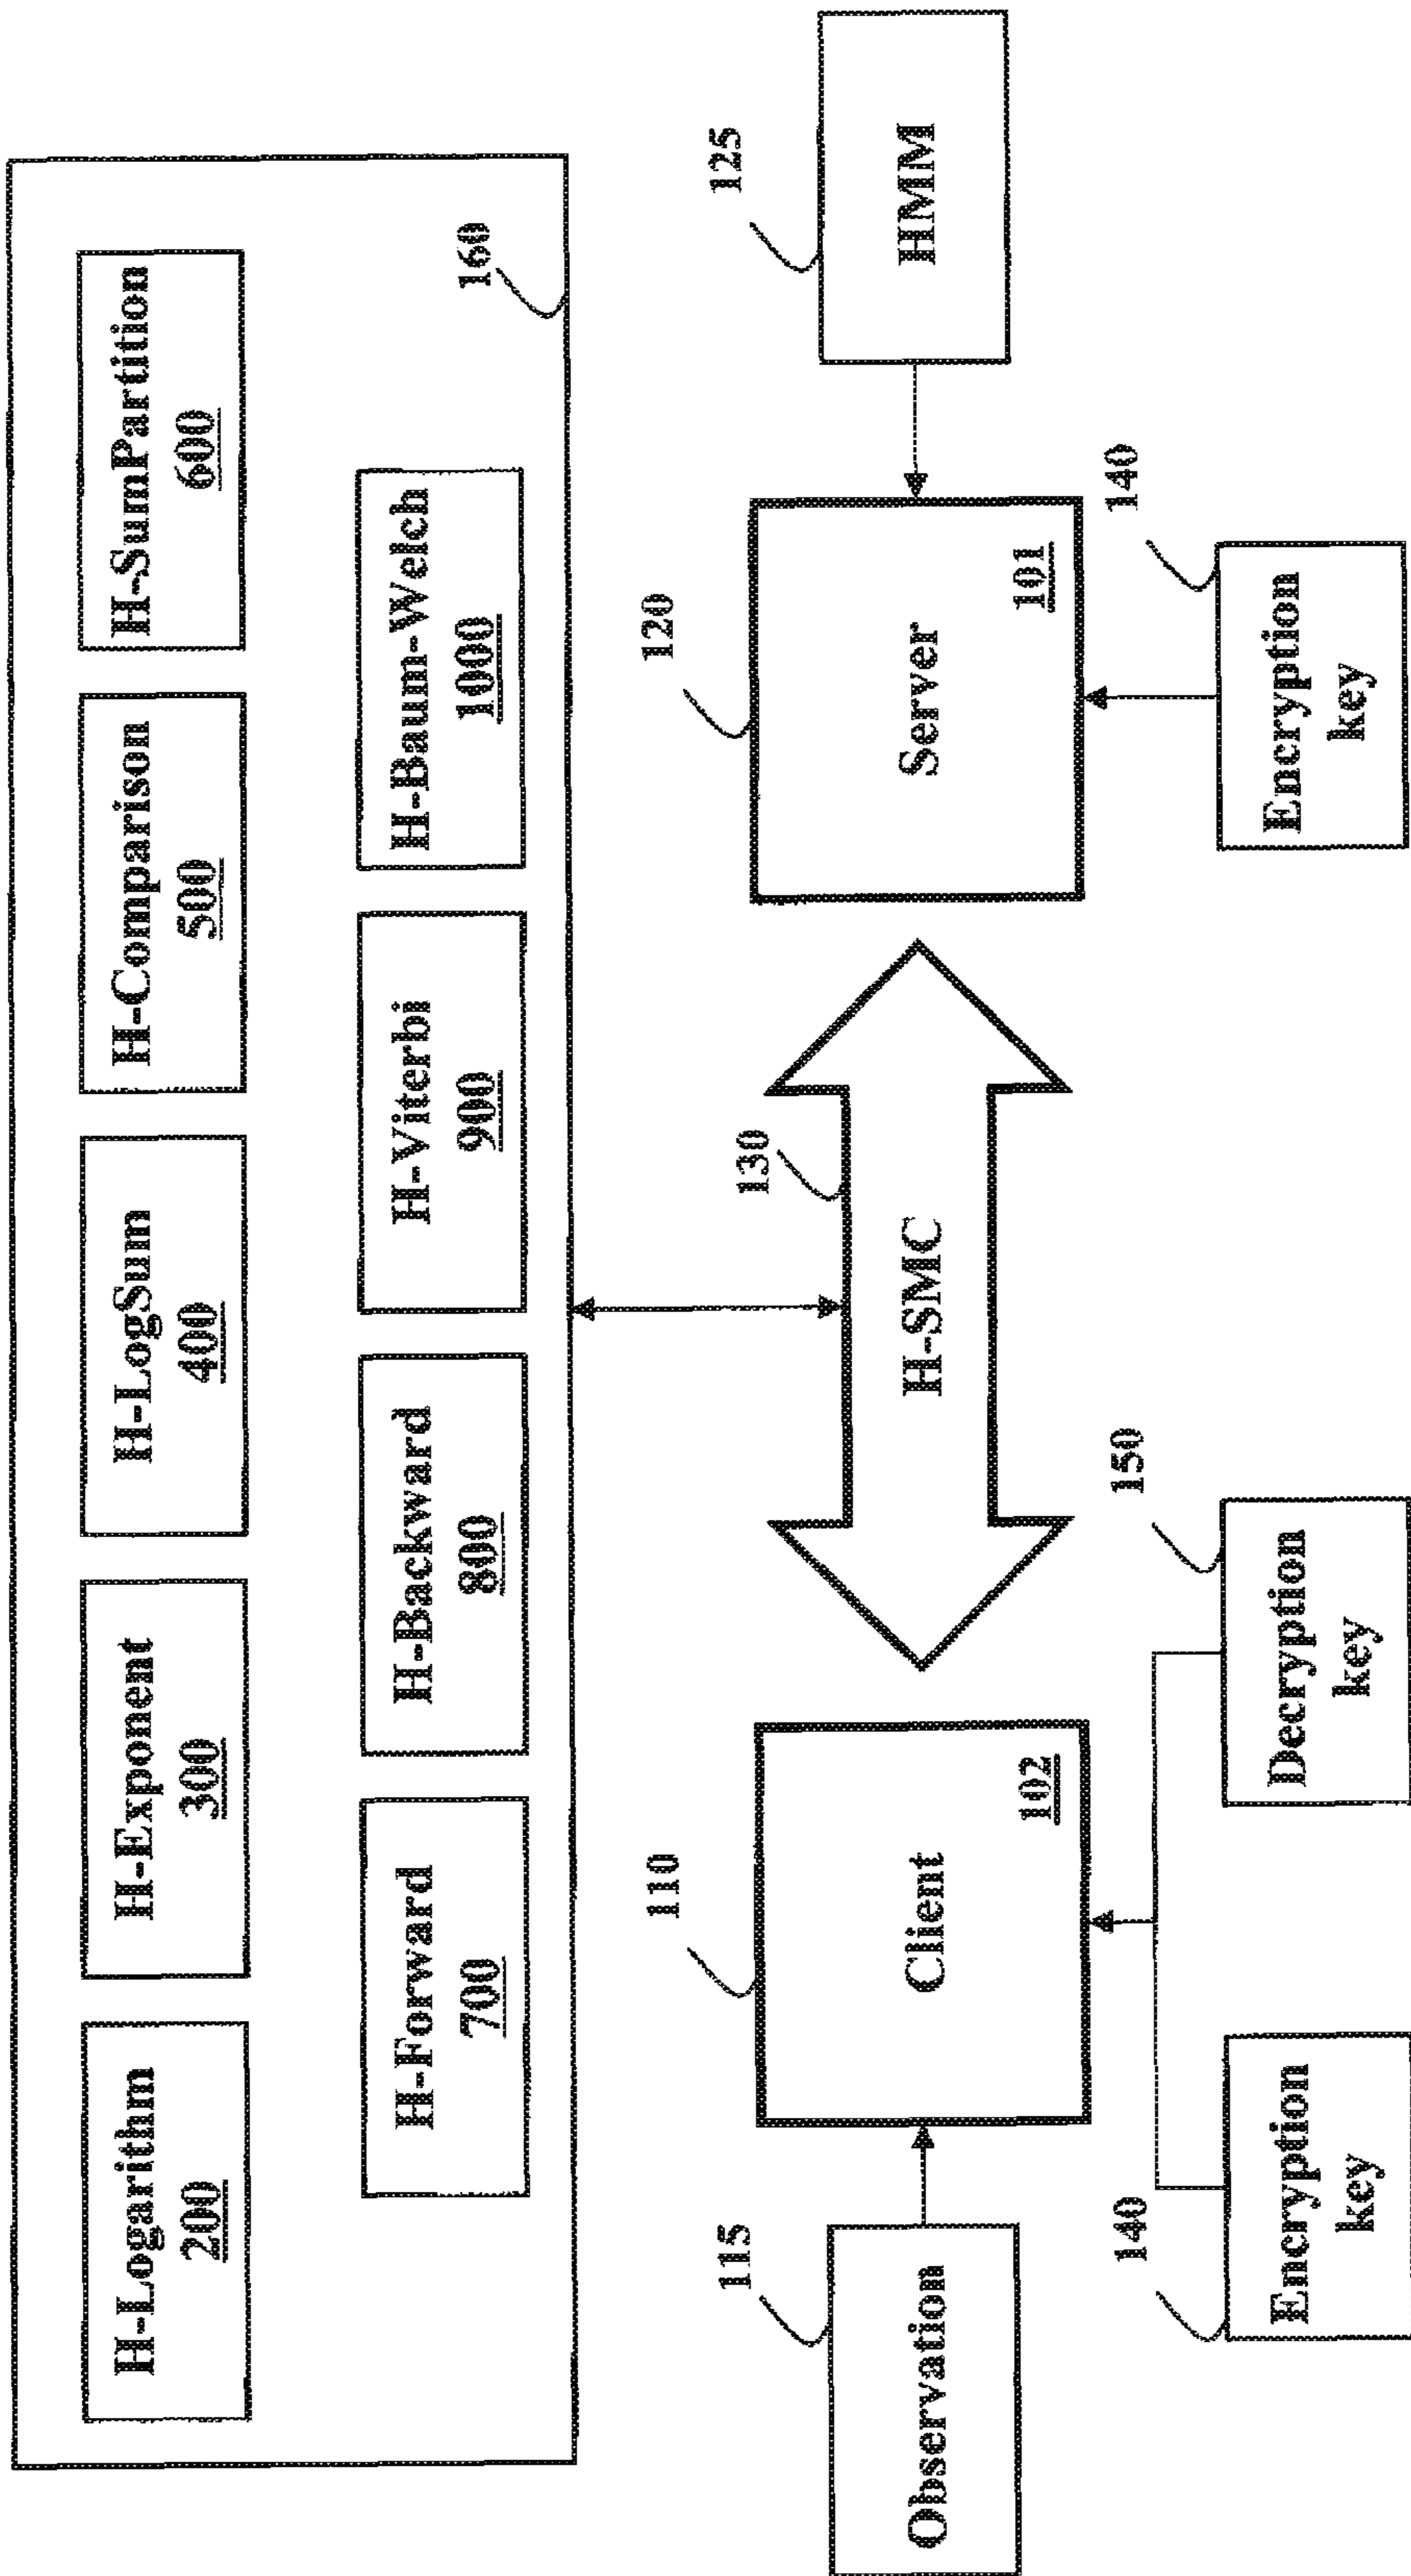 H-Logarithm
200
H-Exponent
300
H-LogSum
400
H-Comparison
500
H-SumPartition
600
H-Forward
700
H-Backward
800
H-Viterbi
900
H-Baum-Welch
1000
160
115
Observation
110
Client
102
130
H-SMC
120
Server
101
125
HMM
140
Encryption
key
150
Decryption
key
140
Encryption
key